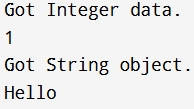 Got Integer data.
1
Got String object.
Hello